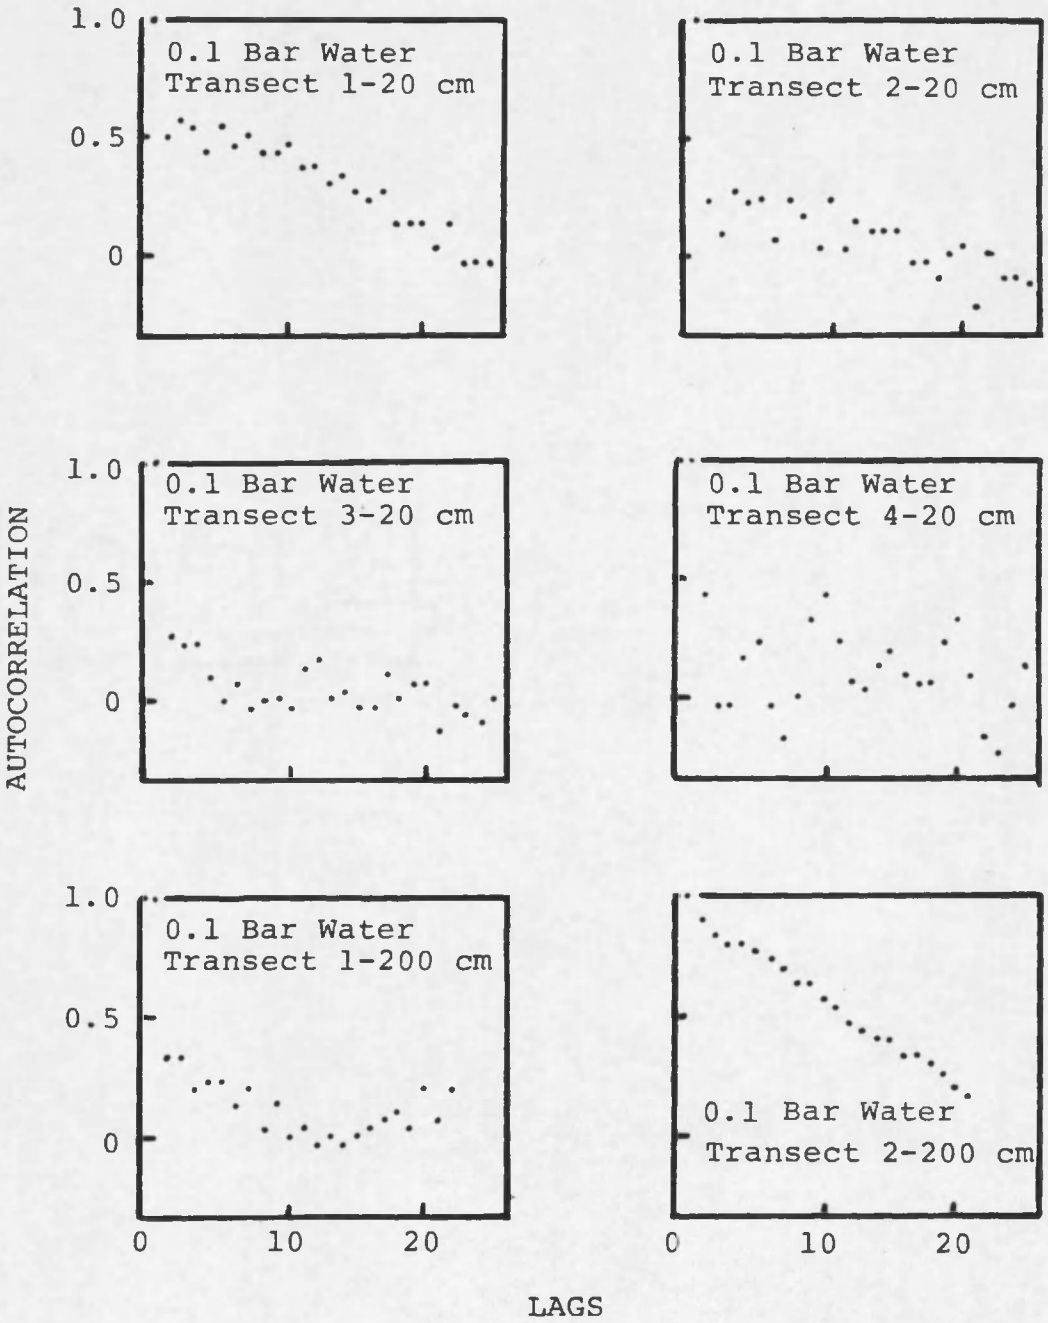 1.0
0.5
0
0.1 Bar Water
Transect 1-20 cm
0.1 Bar Water
Transect 2-20 cm
AUTOCORRELATION
1.0
0.5
0
0.1 Bar Water
Transect 3-20 cm
0.1 Bar Water
Transect 4-20 cm
1.0
0.5
0
0.1 Bar Water
Transect 1-200 cm
0.1 Bar Water
Transect 2-200 cm
0 10 20
0 10 20
LAGS